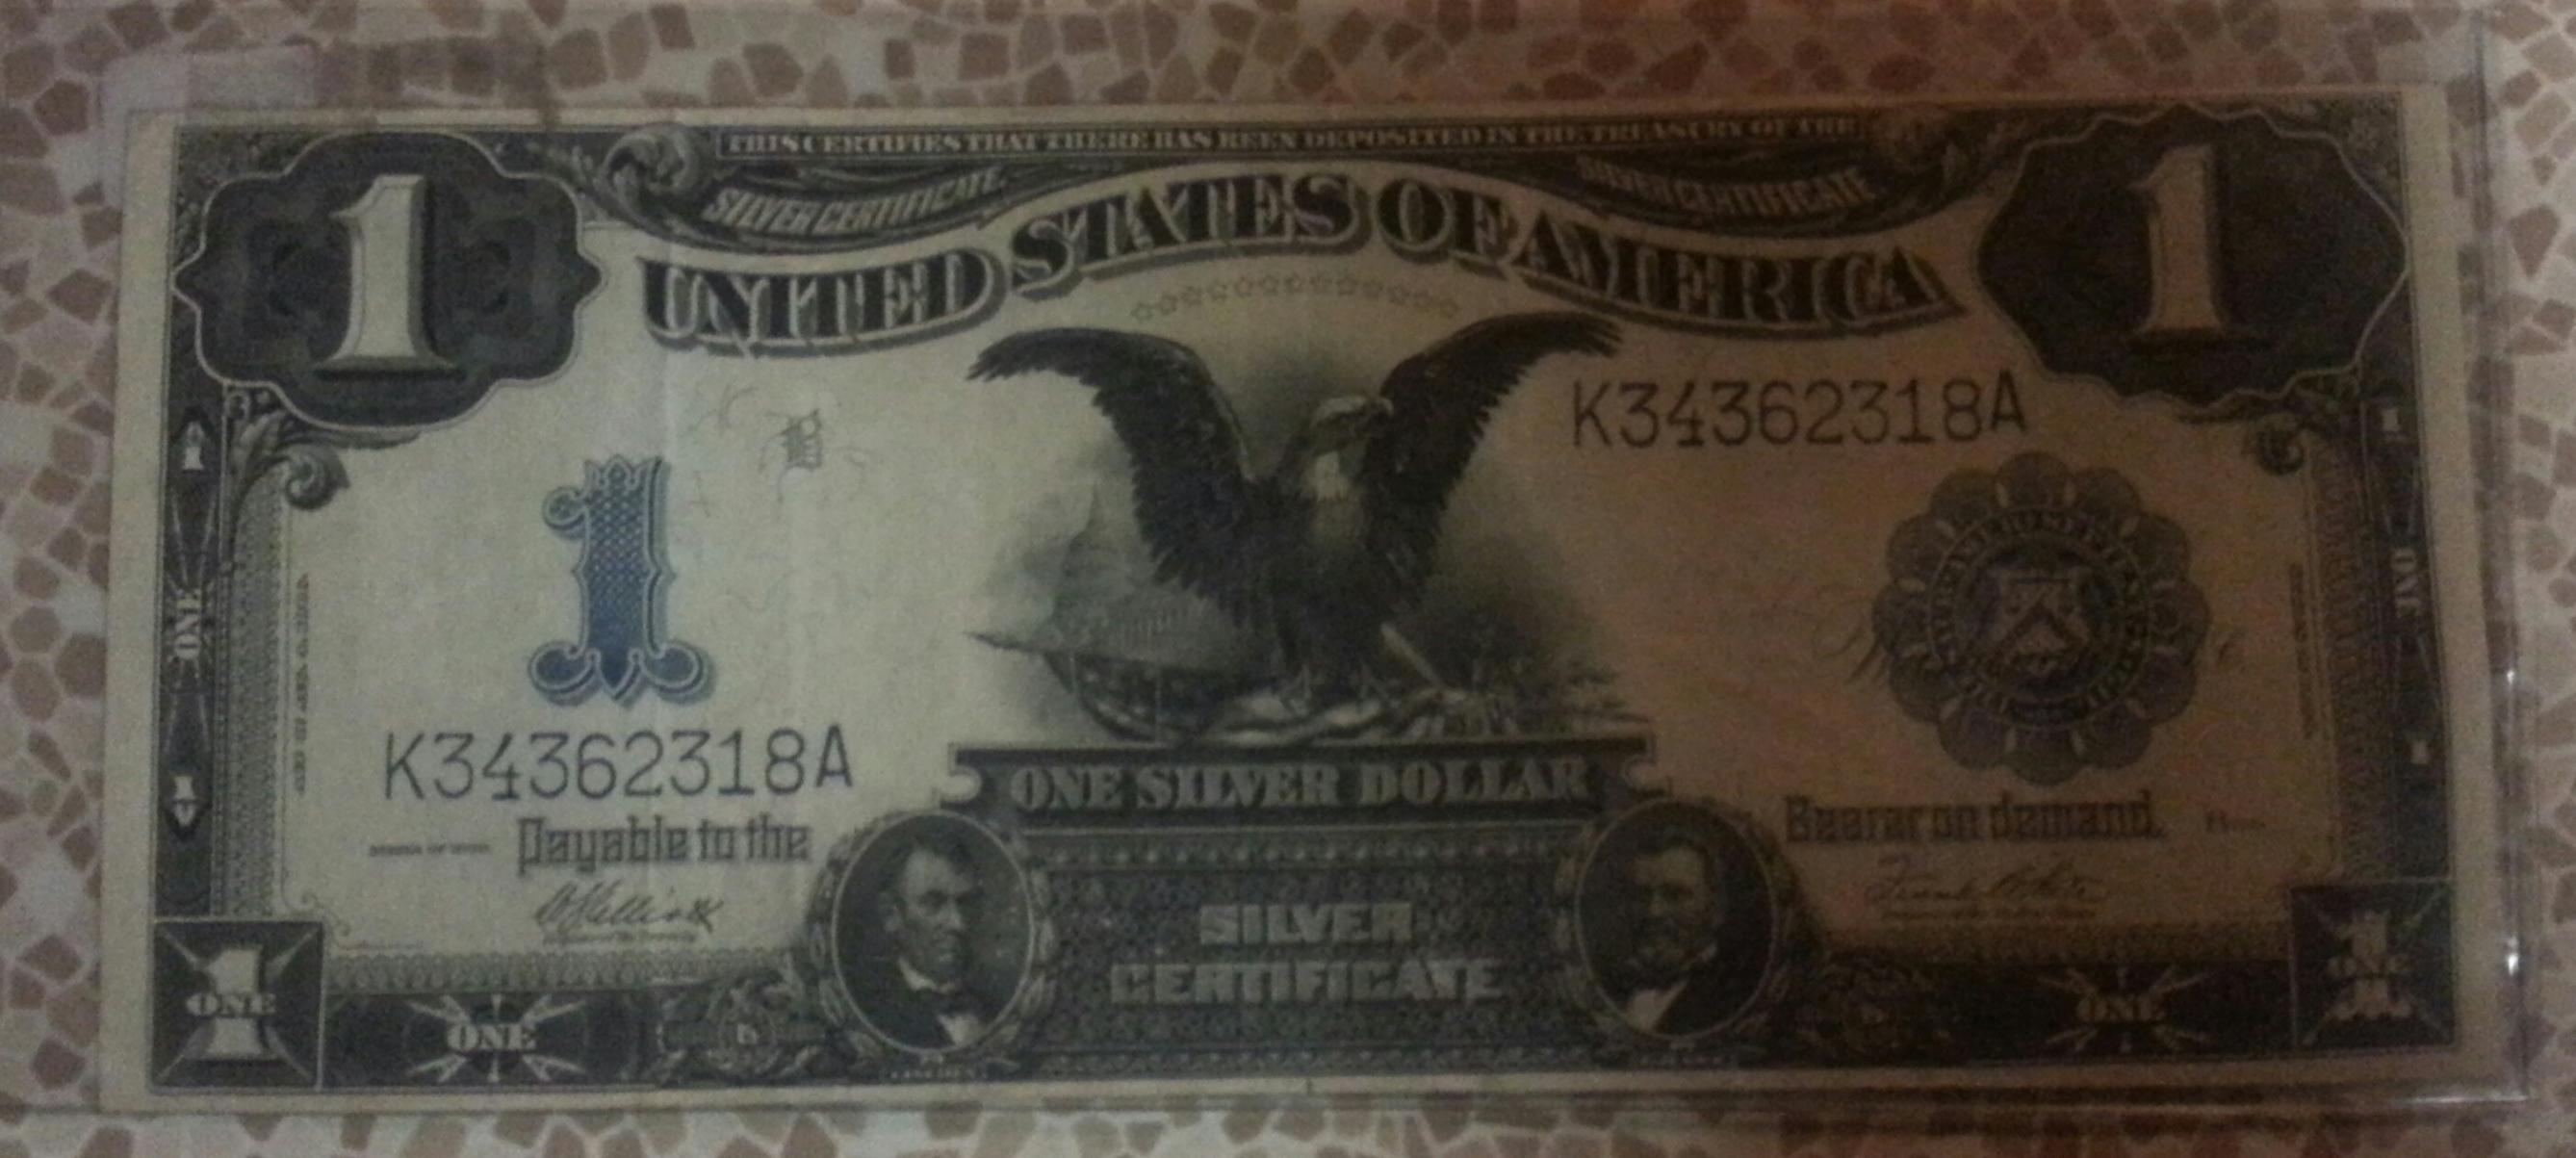 THIS CERTIFIES THAT THERE HAS BEEN DEPOSITED IN THE TREASURY OF THE
1
SILVER CERTIFICATE
SILVER CERTIFICATE
1
UNITED STATES OF AMERICA
K34362318A
B
1
ONE
ONE
K34362318A
ONE SILVER DOLLAR
Payable to the
Bearer on demand.
SILVER
CERTIFICATE
ONE
ONE
ONE
ONE